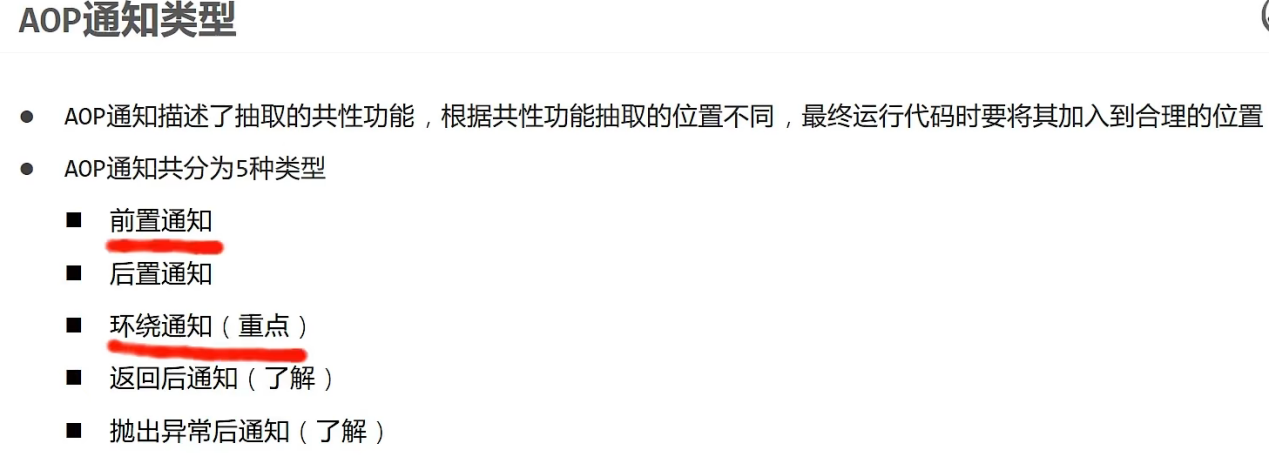 AOP通知类型
● AOP通知描述了抽取的共性功能，根据共性功能抽取的位置不同，最终运行代码时要将其加入到合理的位置
● AOP通知共分为5种类型
■ 前置通知
■ 后置通知
■ 环绕通知（重点）
■ 返回后通知（了解）
■ 抛出异常后通知（了解）